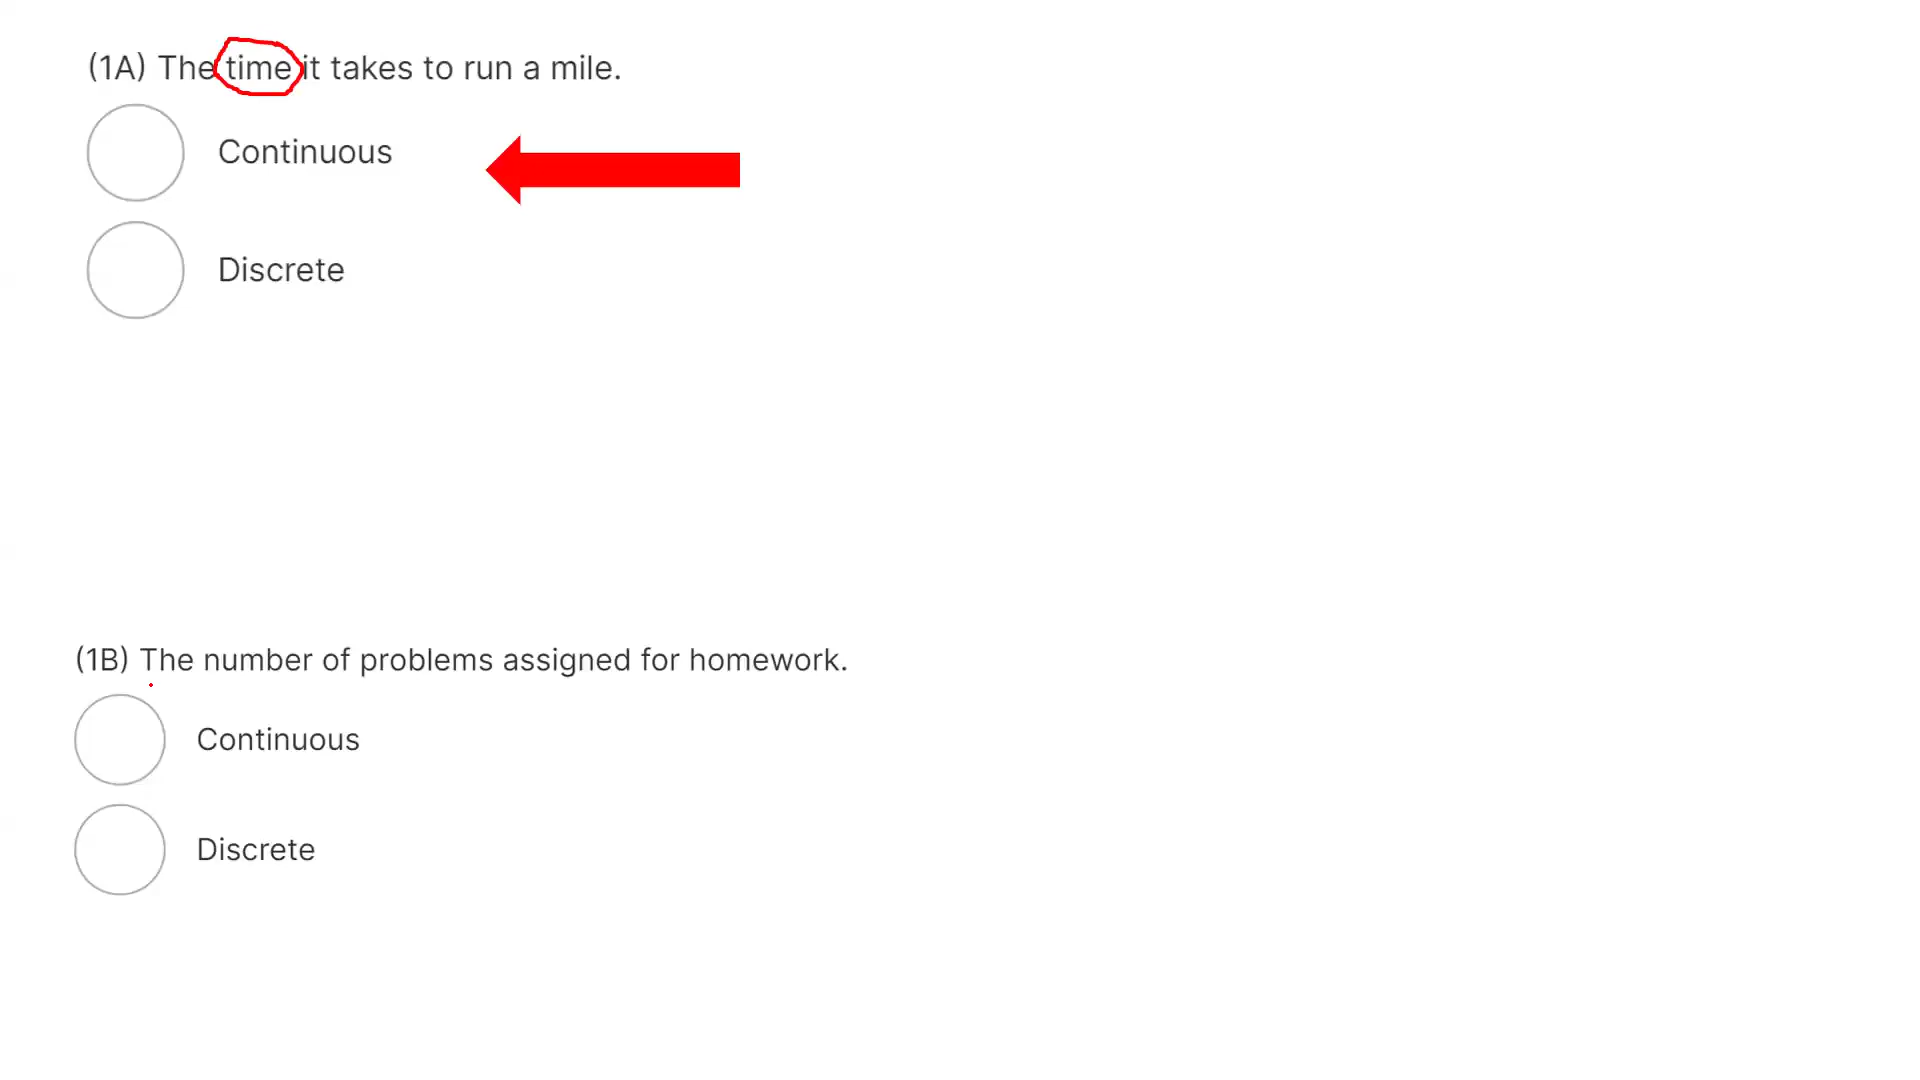 (1A) The time it takes to run a mile.
Continuous
Discrete
(1B) The number of problems assigned for homework.
Continuous
Discrete